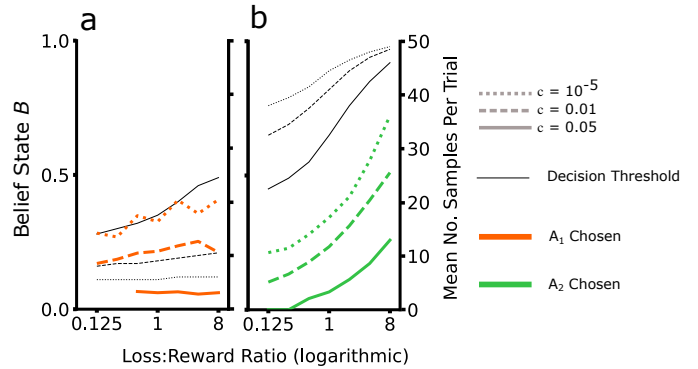 a
b
1.0
50
40
c = 10-5
c = 0.01
c = 0.05
30
0.5
Decision Threshold
20
A1 Chosen
10
A2 Chosen
0.0
0
0.125
1
8
0.125
1
8
Loss:Reward Ratio (logarithmic)
Belief State B
Mean No. Samples Per Trial